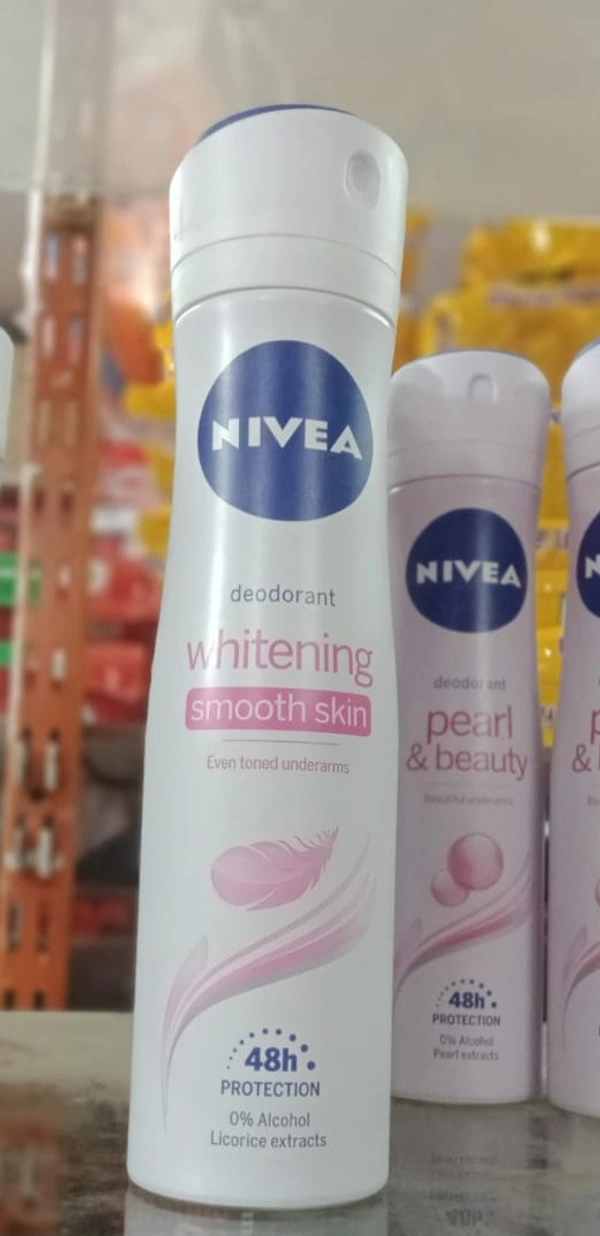 NIVEA
deodorant
whitening
smooth skin
Even toned underarms
48h
PROTECTION
0% Alcohol
Licorice extracts
NIVEA
deodorant
pearl
& beauty
48h
PROTECTION
0% Alcohol
Pearl extracts